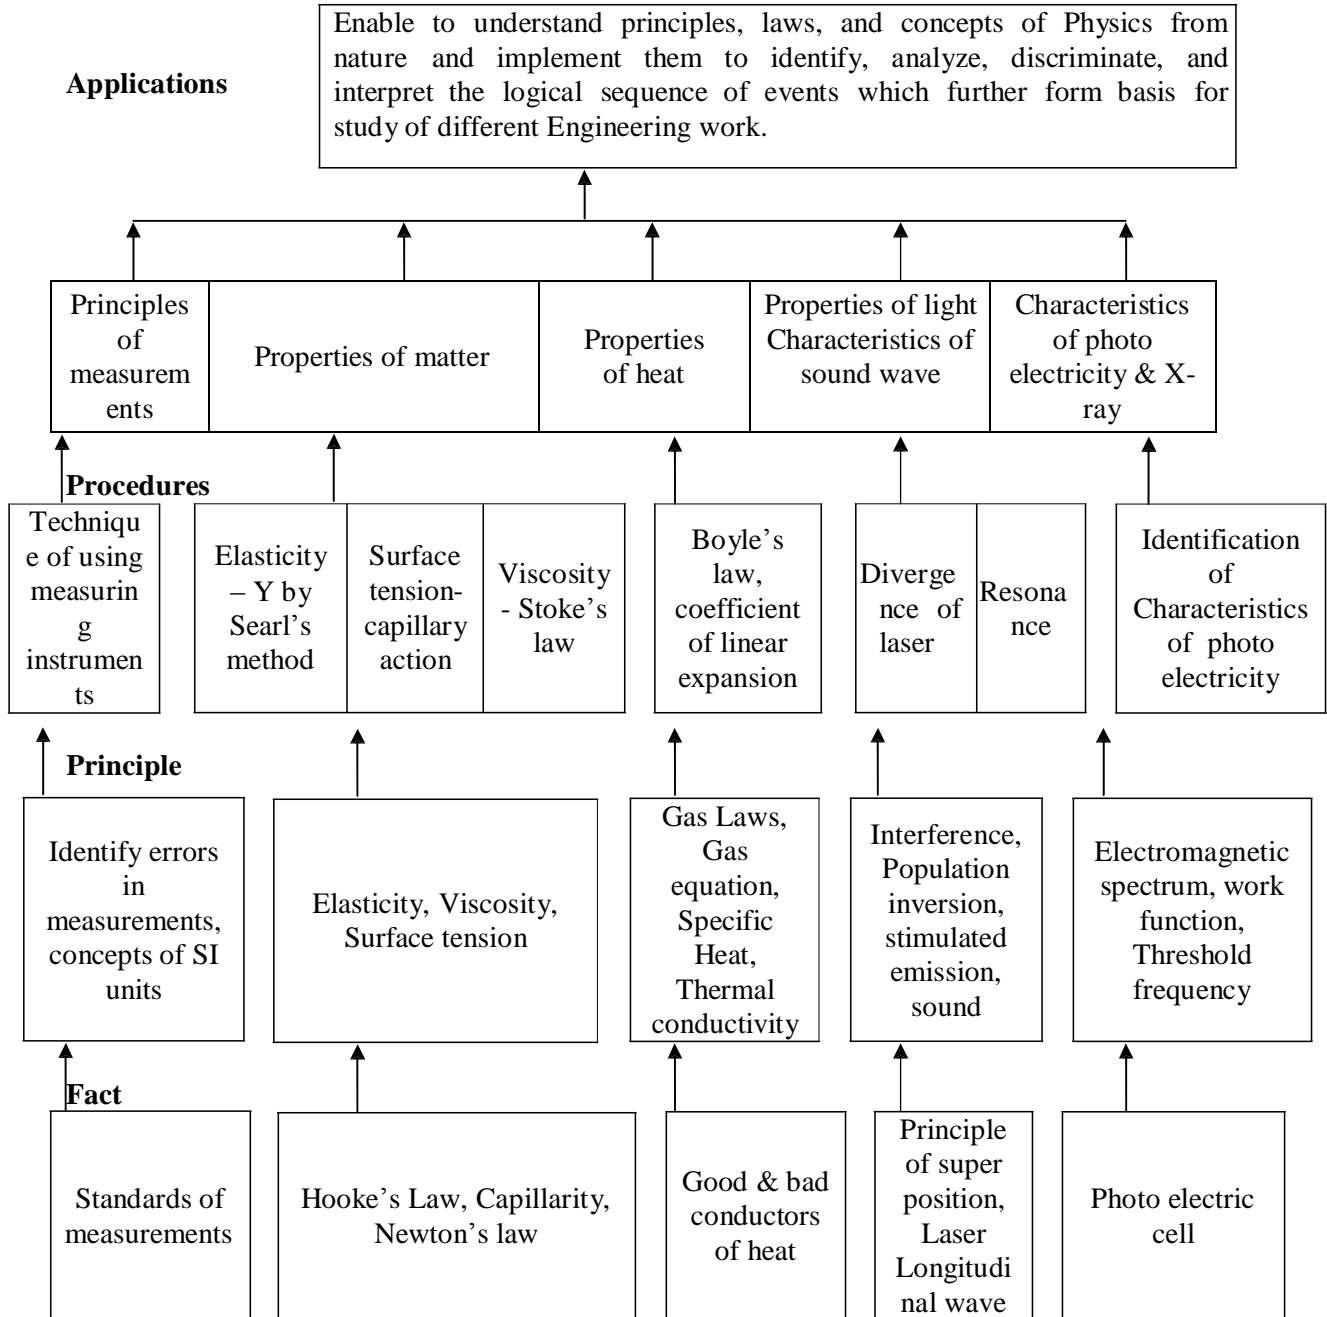 Enable to understand principles, laws, and concepts of Physics from
nature and implement them to identify, analyze, discriminate, and
interpret the logical sequence of events which further form basis for
study of different Engineering work.
Applications
Principles
of
measurem
ents
Properties of matter
Properties
of heat
Properties of light
Characteristics of
sound wave
Characteristics
of photo
electricity & X-
ray
Procedures
Techniqu
e of using
measurin
g
instrumen
ts
Elasticity
– Y by
Searl’s
method
Surface
tension-
capillary
action
Viscosity
- Stoke’s
law
Boyle’s
law,
coefficient
of linear
expansion
Diverge
nce of
laser
Resona
nce
Identification
of
Characteristics
of photo
electricity
Principle
Identify errors
in
measurements,
concepts of SI
units
Elasticity, Viscosity,
Surface tension
Gas Laws,
Gas
equation,
Specific
Heat,
Thermal
conductivity
Interference,
Population
inversion,
stimulated
emission,
sound
Electromagnetic
spectrum, work
function,
Threshold
frequency
Fact
Standards of
measurements
Hooke’s Law, Capillarity,
Newton’s law
Good & bad
conductors
of heat
Principle
of super
position,
Laser
Longitudi
nal wave
Photo electric
cell